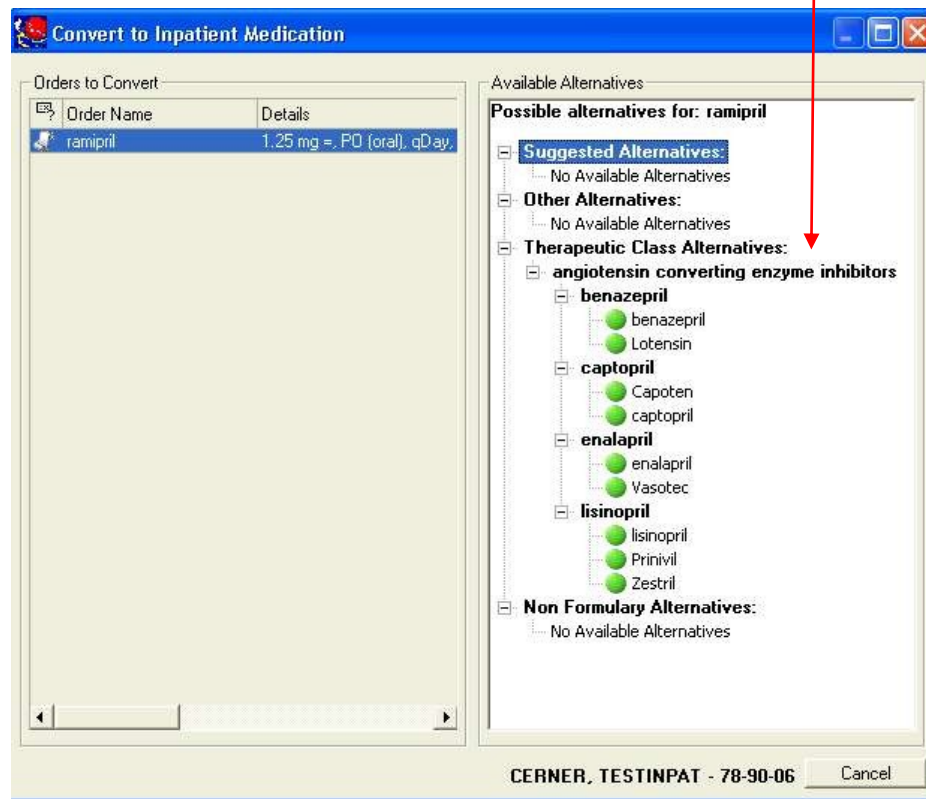 Convert to Inpatient Medication
Orders to Convert
Order Name Details
ramipril 1.25 mg =, PO (oral), qDay,
Available Alternatives
Possible alternatives for: ramipril
Suggested Alternatives:
No Available Alternatives
Other Alternatives:
No Available Alternatives
Therapeutic Class Alternatives:
angiotensin converting enzyme inhibitors
benazepril
benazepril
Lotensin
captopril
Capoten
captopril
enalapril
enalapril
Vasotec
lisinopril
lisinopril
Prinivil
Zestril
Non Formulary Alternatives:
No Available Alternatives
CERNER, TESTINPAT - 78-90-06 Cancel